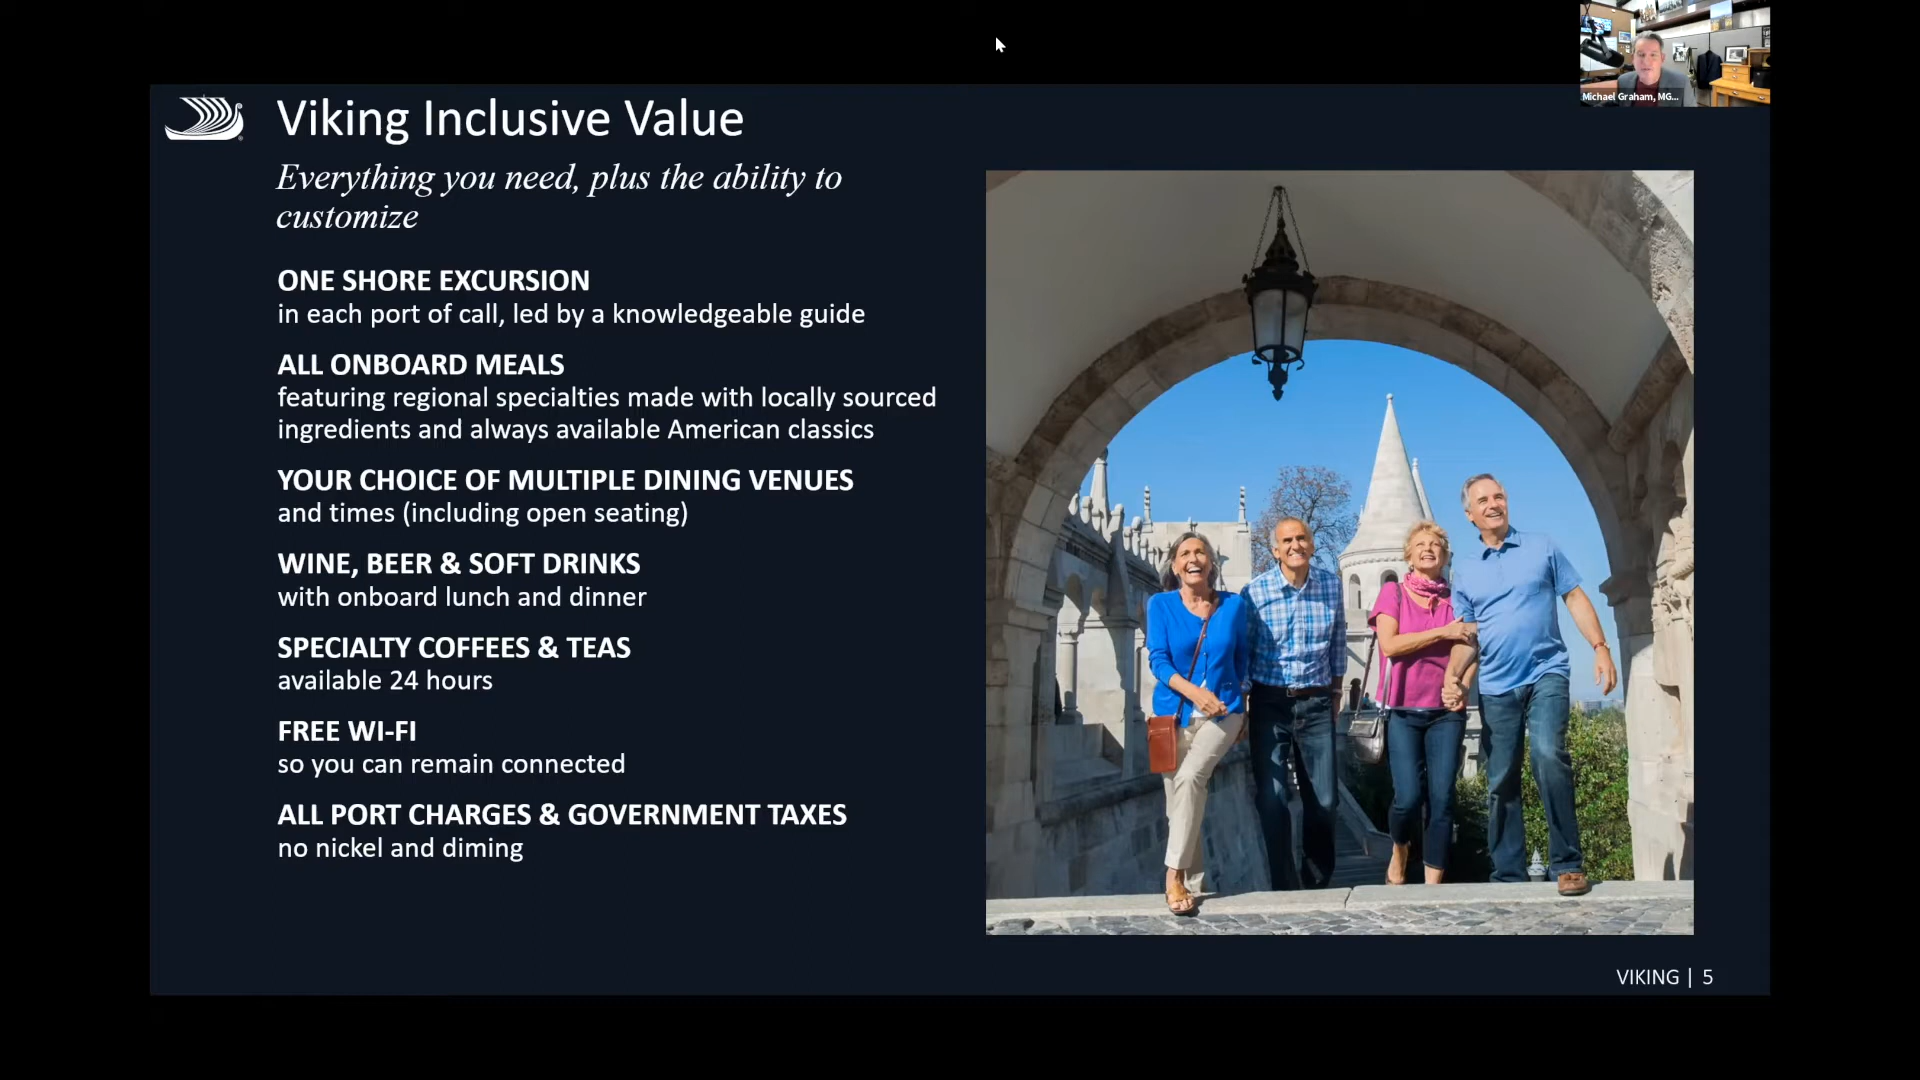 Michael Graham, MG...
Viking Inclusive Value
Everything you need, plus the ability to
customize
ONE SHORE EXCURSION
in each port of call, led by a knowledgeable guide
ALL ONBOARD MEALS
featuring regional specialties made with locally sourced
ingredients and always available American classics
YOUR CHOICE OF MULTIPLE DINING VENUES
and times (including open seating)
WINE, BEER & SOFT DRINKS
with onboard lunch and dinner
SPECIALTY COFFEES & TEAS
available 24 hours
FREE WI-FI
so you can remain connected
ALL PORT CHARGES & GOVERNMENT TAXES
no nickel and diming
VIKING | 5